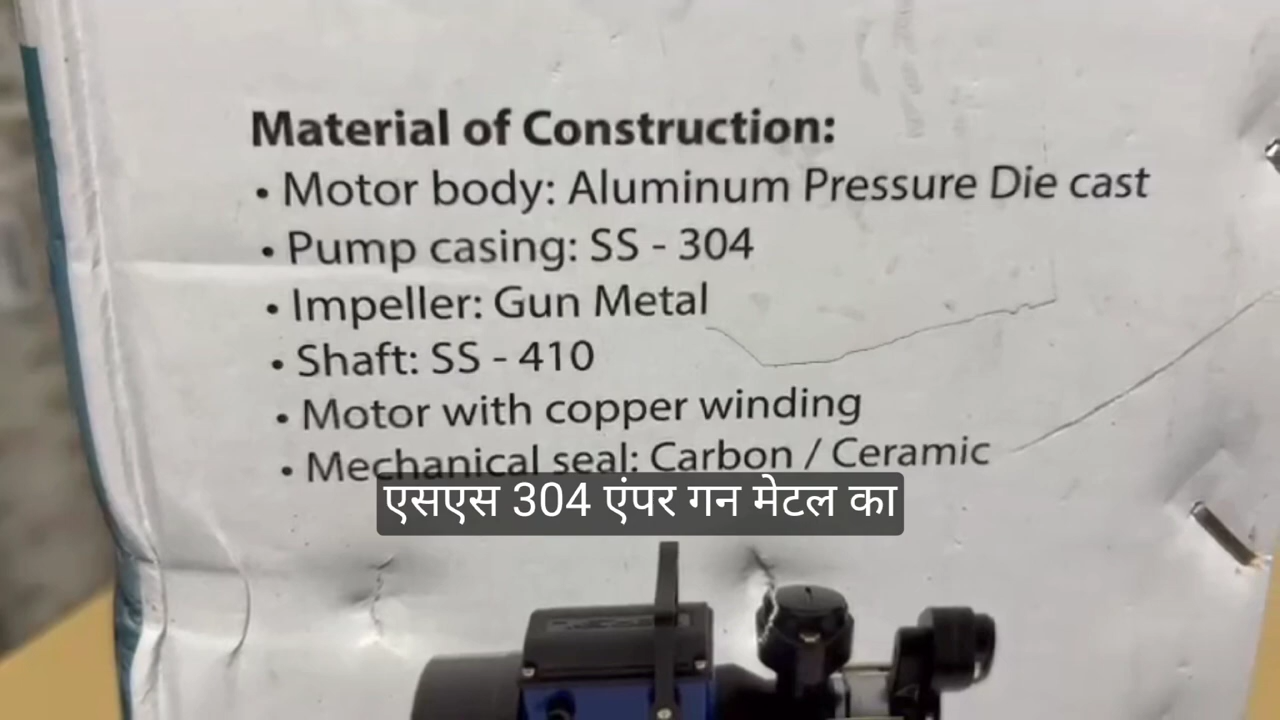 Material of Construction:
• Motor body: Aluminum Pressure Die cast
• Pump casing: SS - 304
• Impeller: Gun Metal
• Shaft: SS - 410
• Motor with copper winding
• Mechanical seal: Carbon / Ceramic
एसएस 304 एंपर गन मेटल का